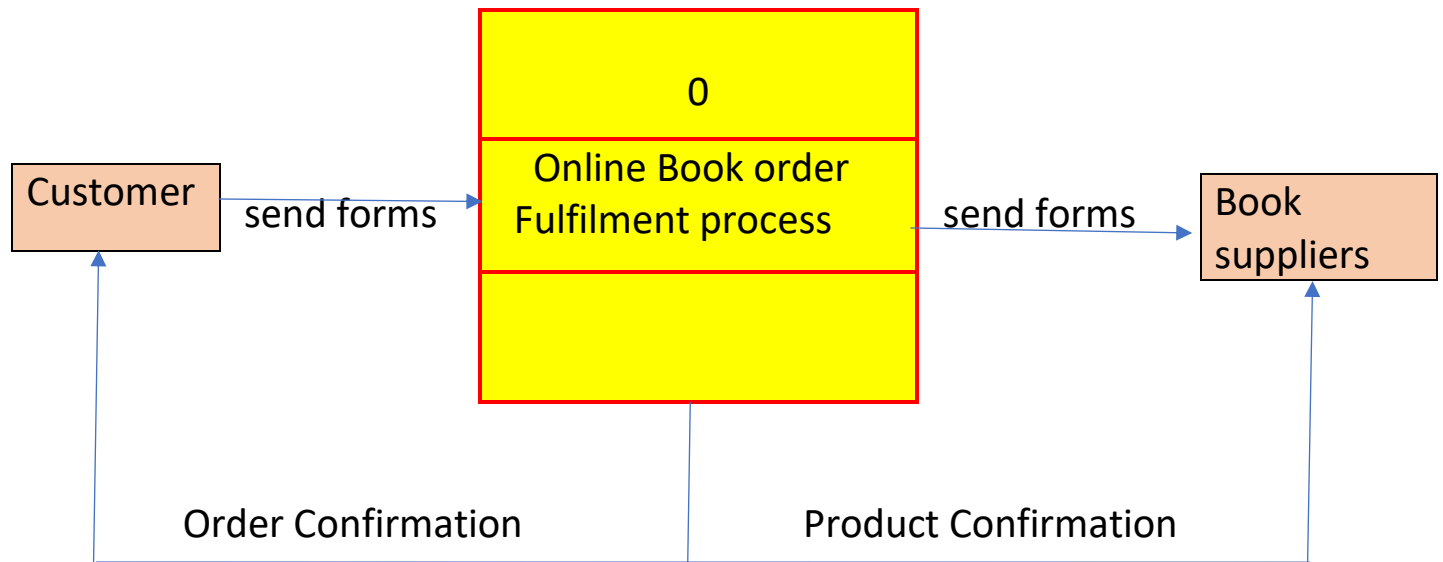 0
Online Book order
Fulfilment process
Customer
send forms
send forms
Book
suppliers
Order Confirmation
Product Confirmation